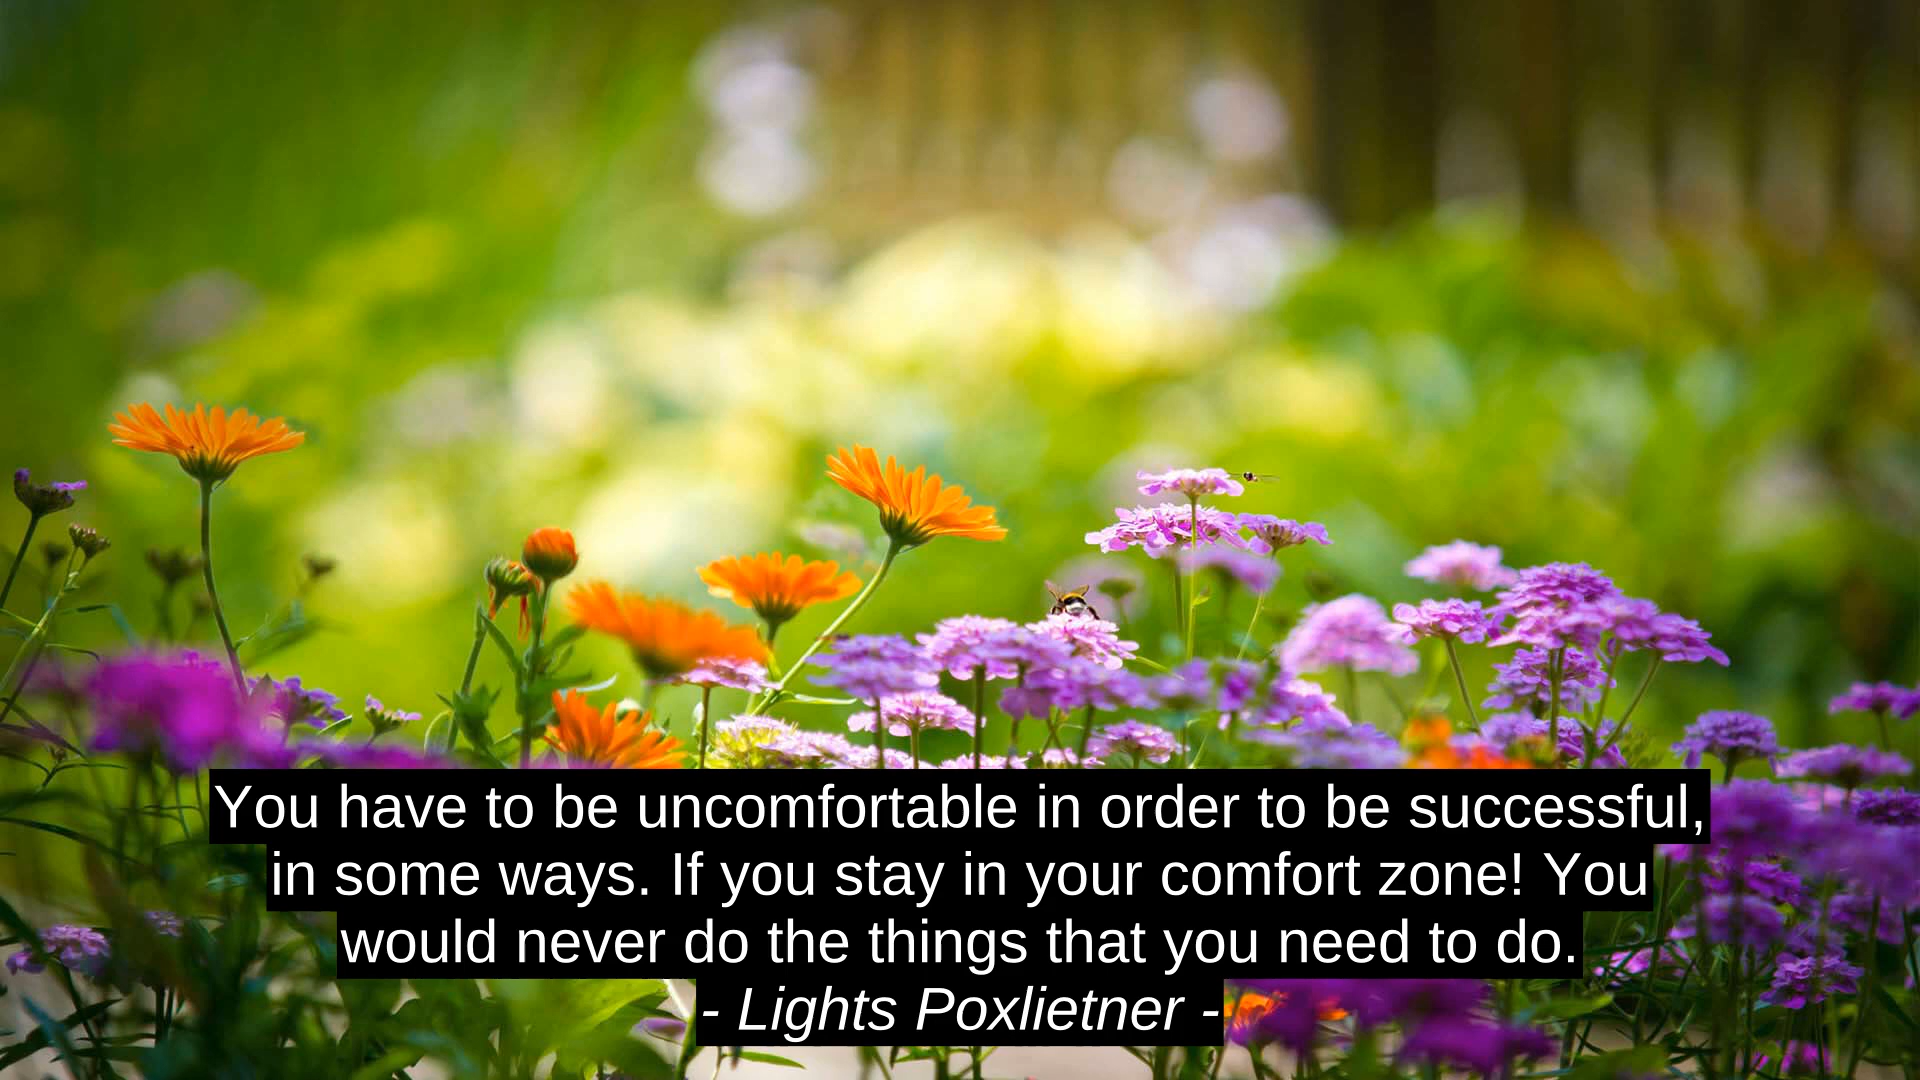 You have to be uncomfortable in order to be successful,
in some ways. If you stay in your comfort zone! You
would never do the things that you need to do.
- Lights Poxlietner -